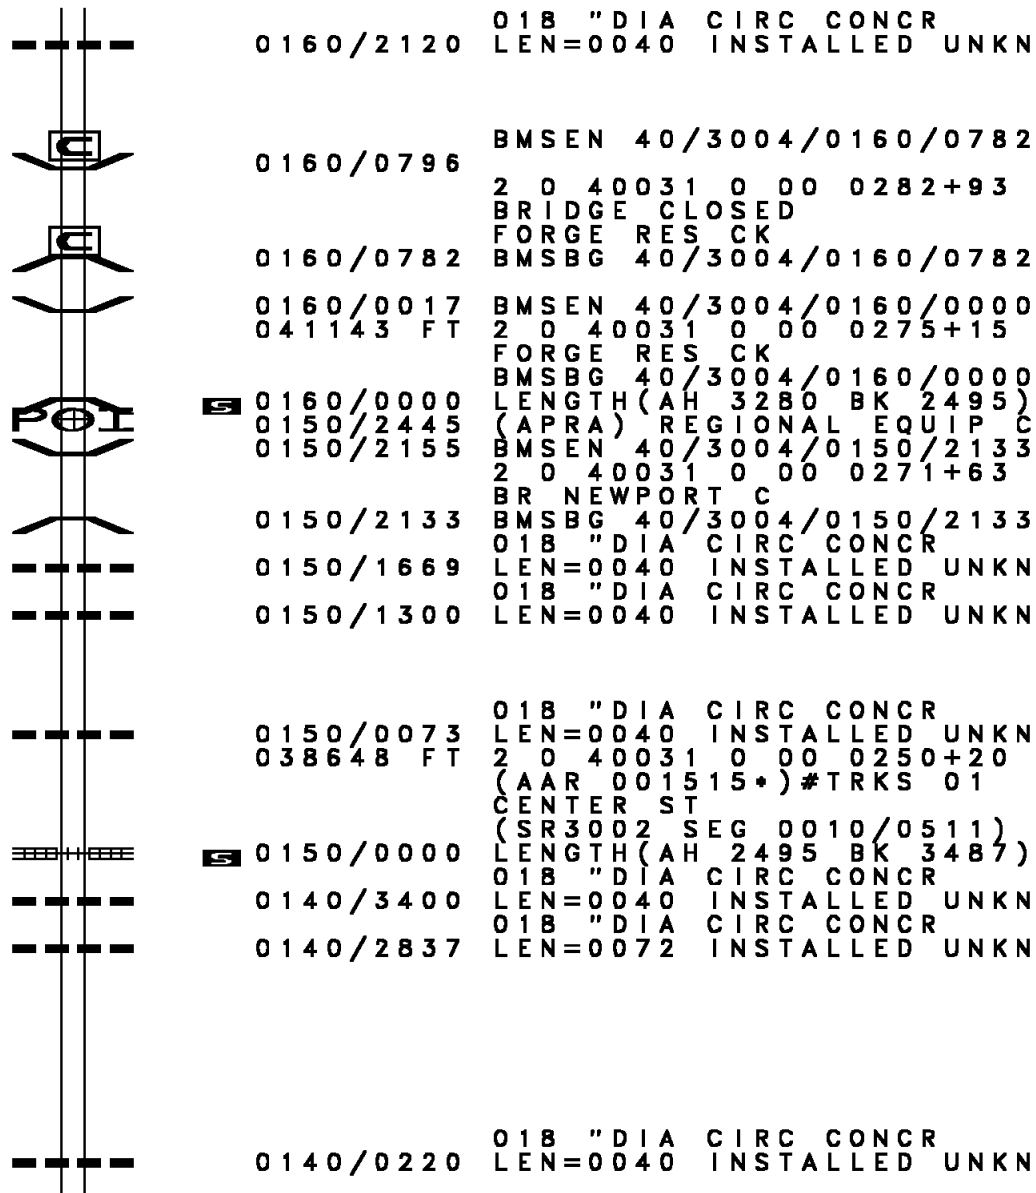 018 "DIA CIRC CONCR
0160/2120 LEN=0040 INSTALLED UNKN
C
BMSEN 40/3004/0160/0782
0160/0796
2 0 40031 0 00 0282+93
BRIDGE CLOSED
C
FORGE RES CK
0160/0782 BMSBG 40/3004/0160/0782
0160/0017 BMSEN 40/3004/0160/0000
041143 FT 2 0 40031 0 00 0275+15
FORGE RES CK
BMSBG 40/3004/0160/0000
S 0160/0000 LENGTH(AH 3280 BK 2495)
POI 0150/2445 (APRA) REGIONAL EQUIP C
0150/2155 BMSEN 40/3004/0150/2133
2 0 40031 0 00 0271+63
BR NEWPORT C
0150/2133 BMSBG 40/3004/0150/2133
018 "DIA CIRC CONCR
0150/1669 LEN=0040 INSTALLED UNKN
018 "DIA CIRC CONCR
0150/1300 LEN=0040 INSTALLED UNKN
018 "DIA CIRC CONCR
0150/0073 LEN=0040 INSTALLED UNKN
038648 FT 2 0 40031 0 00 0250+20
(AAR 001515*)#TRKS 01
CENTER ST
(SR3002 SEG 0010/0511)
S 0150/0000 LENGTH(AH 2495 BK 3487)
018 "DIA CIRC CONCR
0140/3400 LEN=0040 INSTALLED UNKN
018 "DIA CIRC CONCR
0140/2837 LEN=0072 INSTALLED UNKN
018 "DIA CIRC CONCR
0140/0220 LEN=0040 INSTALLED UNKN